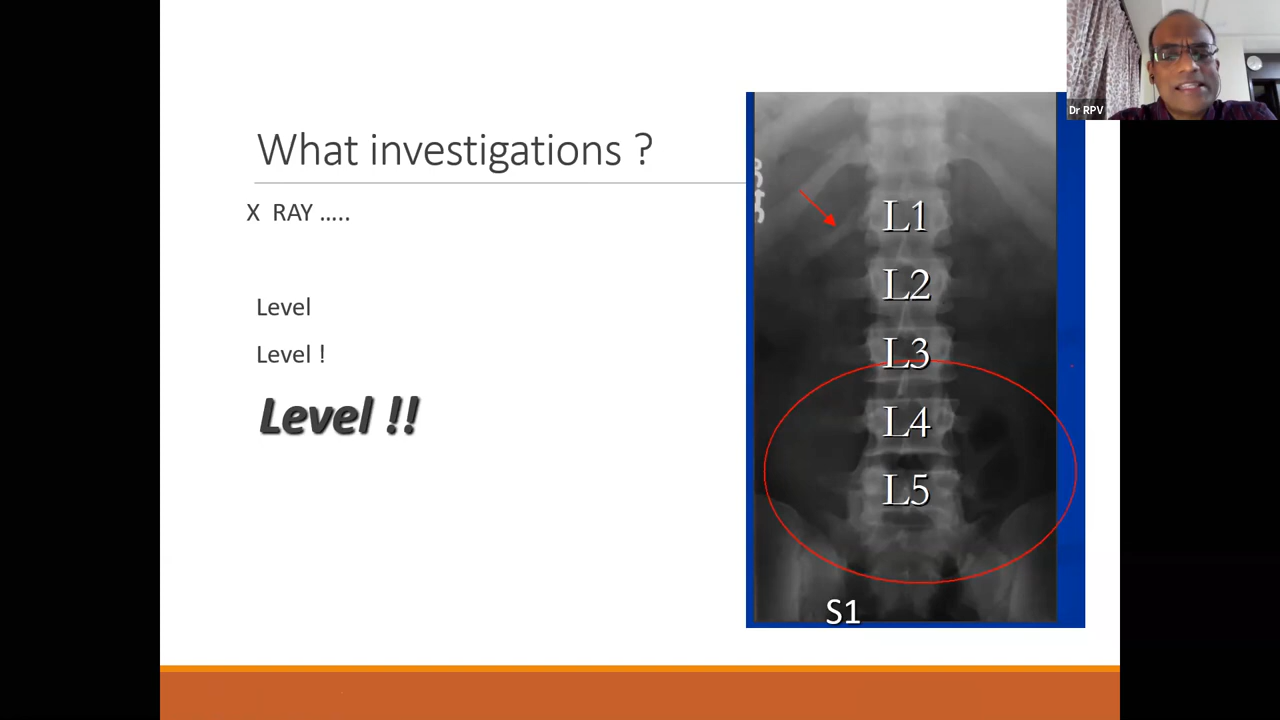 What investigations ?
X RAY .....
Level
Level !
Level !!
L1
L2
L3
L4
L5
S1
Dr RPV